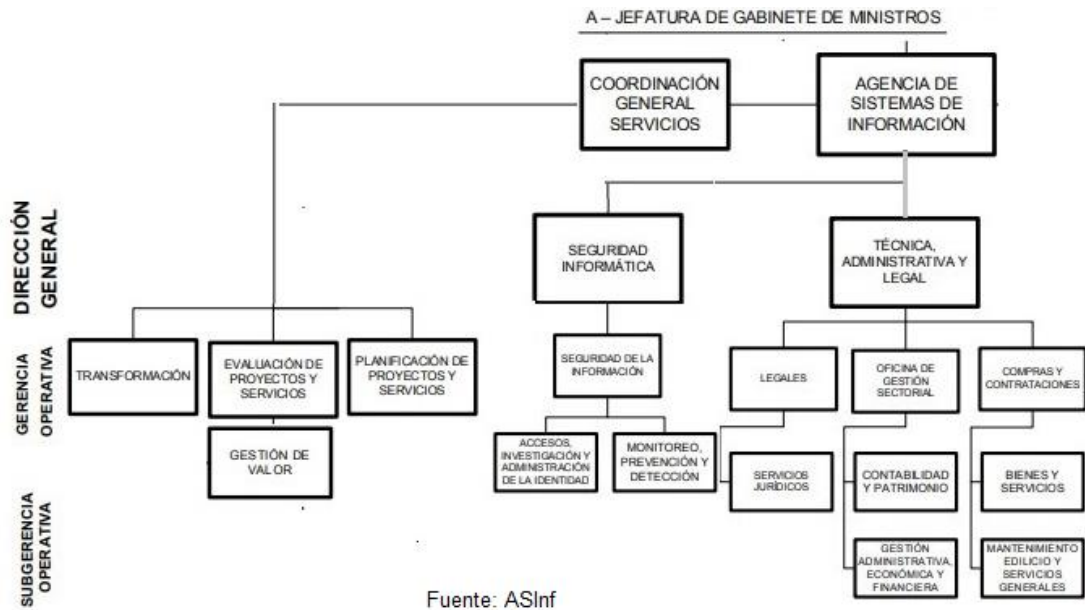 A – JEFATURA DE GABINETE DE MINISTROS
COORDINACIÓN
GENERAL
SERVICIOS
AGENCIA DE
SISTEMAS DE
INFORMACIÓN
DIRECCIÓN
GENERAL
SEGURIDAD
INFORMÁTICA
TÉCNICA,
ADMINISTRATIVA Y
LEGAL
GERENCIA
OPERATIVA
TRANSFORMACIÓN
EVALUACIÓN DE
PROYECTOS Y
SERVICIOS
PLANIFICACIÓN DE
PROYECTOS Y
SERVICIOS
SEGURIDAD DE LA
INFORMACIÓN
LEGALES
OFICINA DE
GESTIÓN
SECTORIAL
COMPRAS Y
CONTRATACIONES
SUBGERENCIA
OPERATIVA
GESTIÓN DE
VALOR
ACCESOS,
INVESTIGACIÓN Y
ADMINISTRACIÓN
DE LA IDENTIDAD
MONITOREO,
PREVENCIÓN Y
DETECCIÓN
SERVICIOS
JURÍDICOS
CONTABILIDAD
Y PATRIMONIO
BIENES Y
SERVICIOS
GESTIÓN
ADMINISTRATIVA,
ECONÓMICA Y
FINANCIERA
MANTENIMIENTO
EDILICIO Y
SERVICIOS
GENERALES
Fuente: ASInf